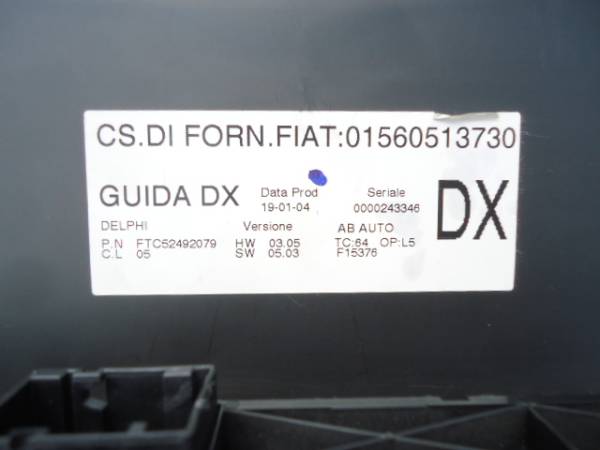 CS.DI FORN.FIAT:01560513730
GUIDA DX
Data Prod
19-01-04
Seriale
0000243346
DX
DELPHI
P.N FTC52492079
C.L 05
Versione
HW 03.05
SW 05.03
AB AUTO
TC:64 OP:L5
F15376